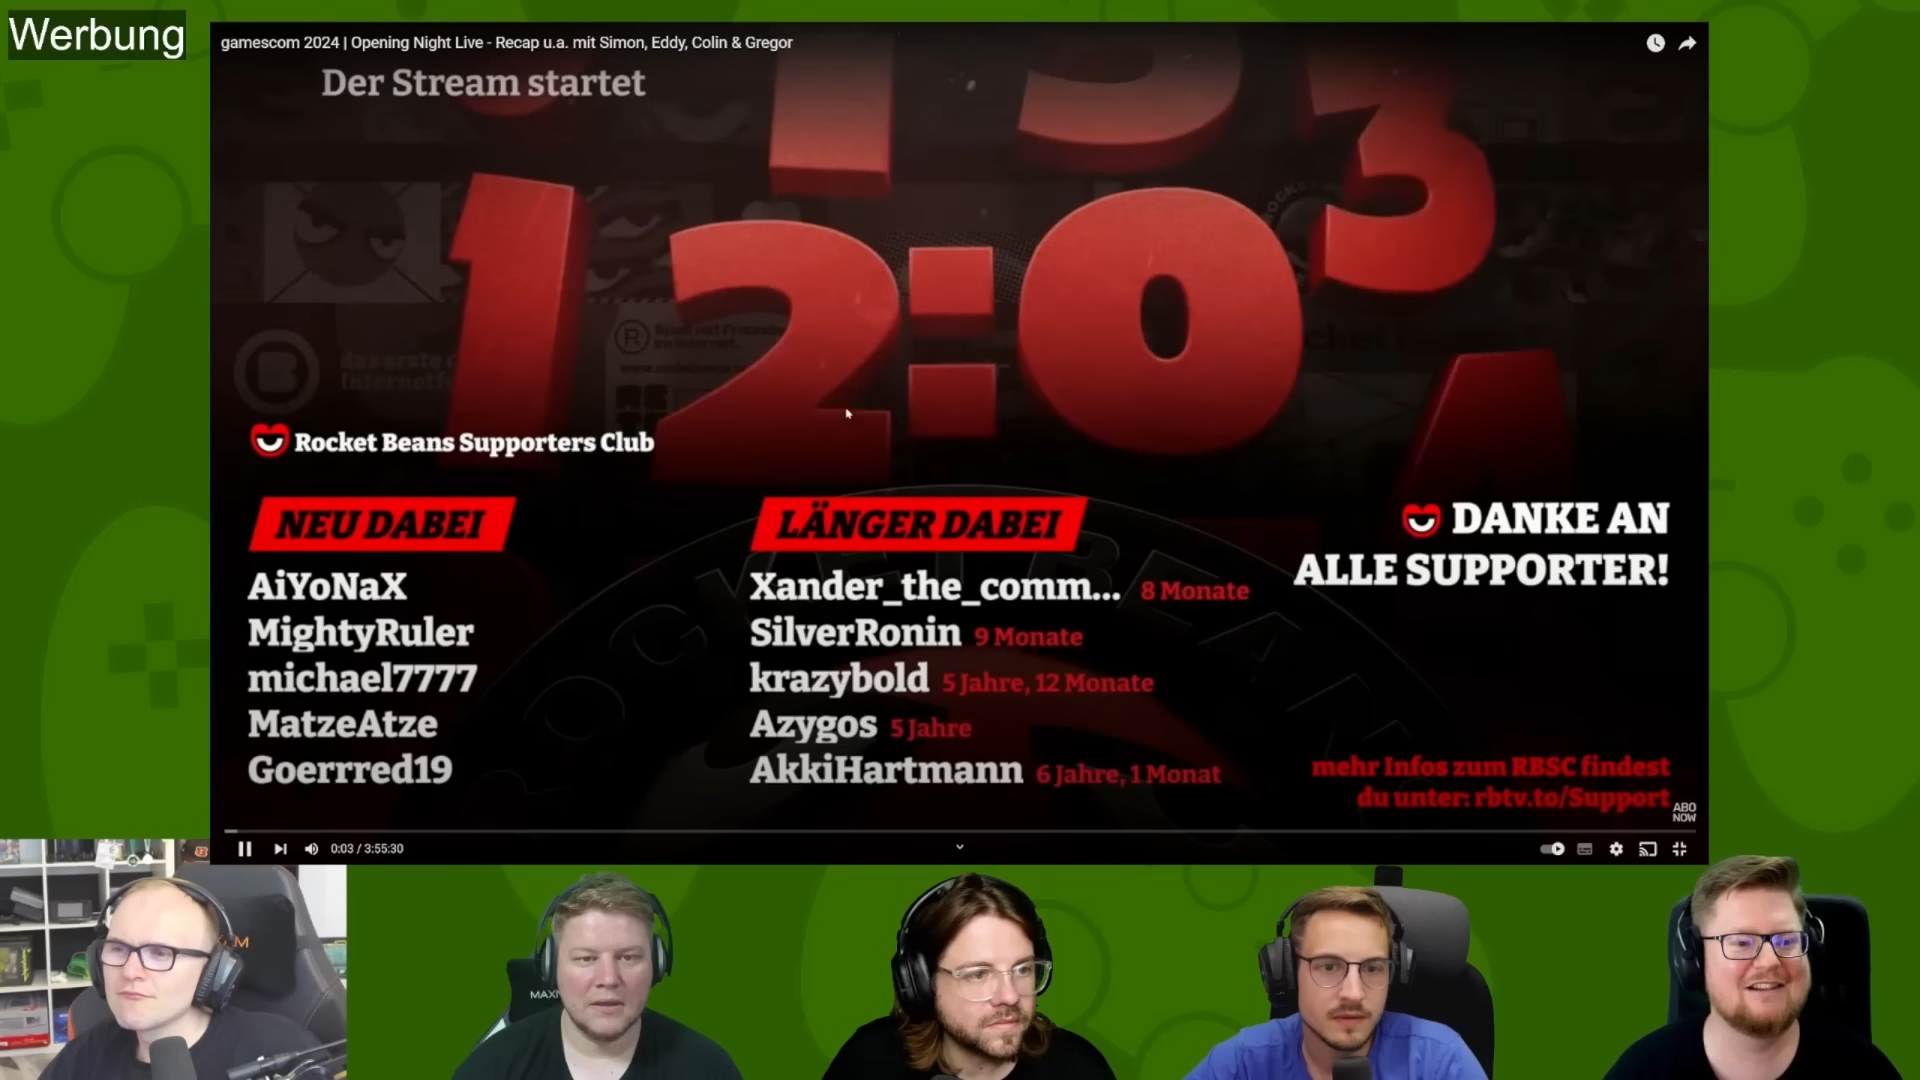 Werbung
gamescom 2024 | Opening Night Live - Recap u.a. mit Simon, Eddy, Colin & Gregor
Der Stream startet
12:0
Rocket Beans Supporters Club
NEU DABEI
AiYoNaX
MightyRuler
michael7777
MatzeAtze
Goerrred19
LÄNGER DABEI
Xander_the_comm... 8 Monate
SilverRonin 9 Monate
krazybold 5 Jahre, 12 Monate
Azygos 5 Jahre
AkkiHartmann 6 Jahre, 1 Monat
DANKE AN
ALLE SUPPORTER!
mehr Infos zum RBSC findest
du unter: rbtv.to/Support
ABO
NOW
0:03 / 3:55:30